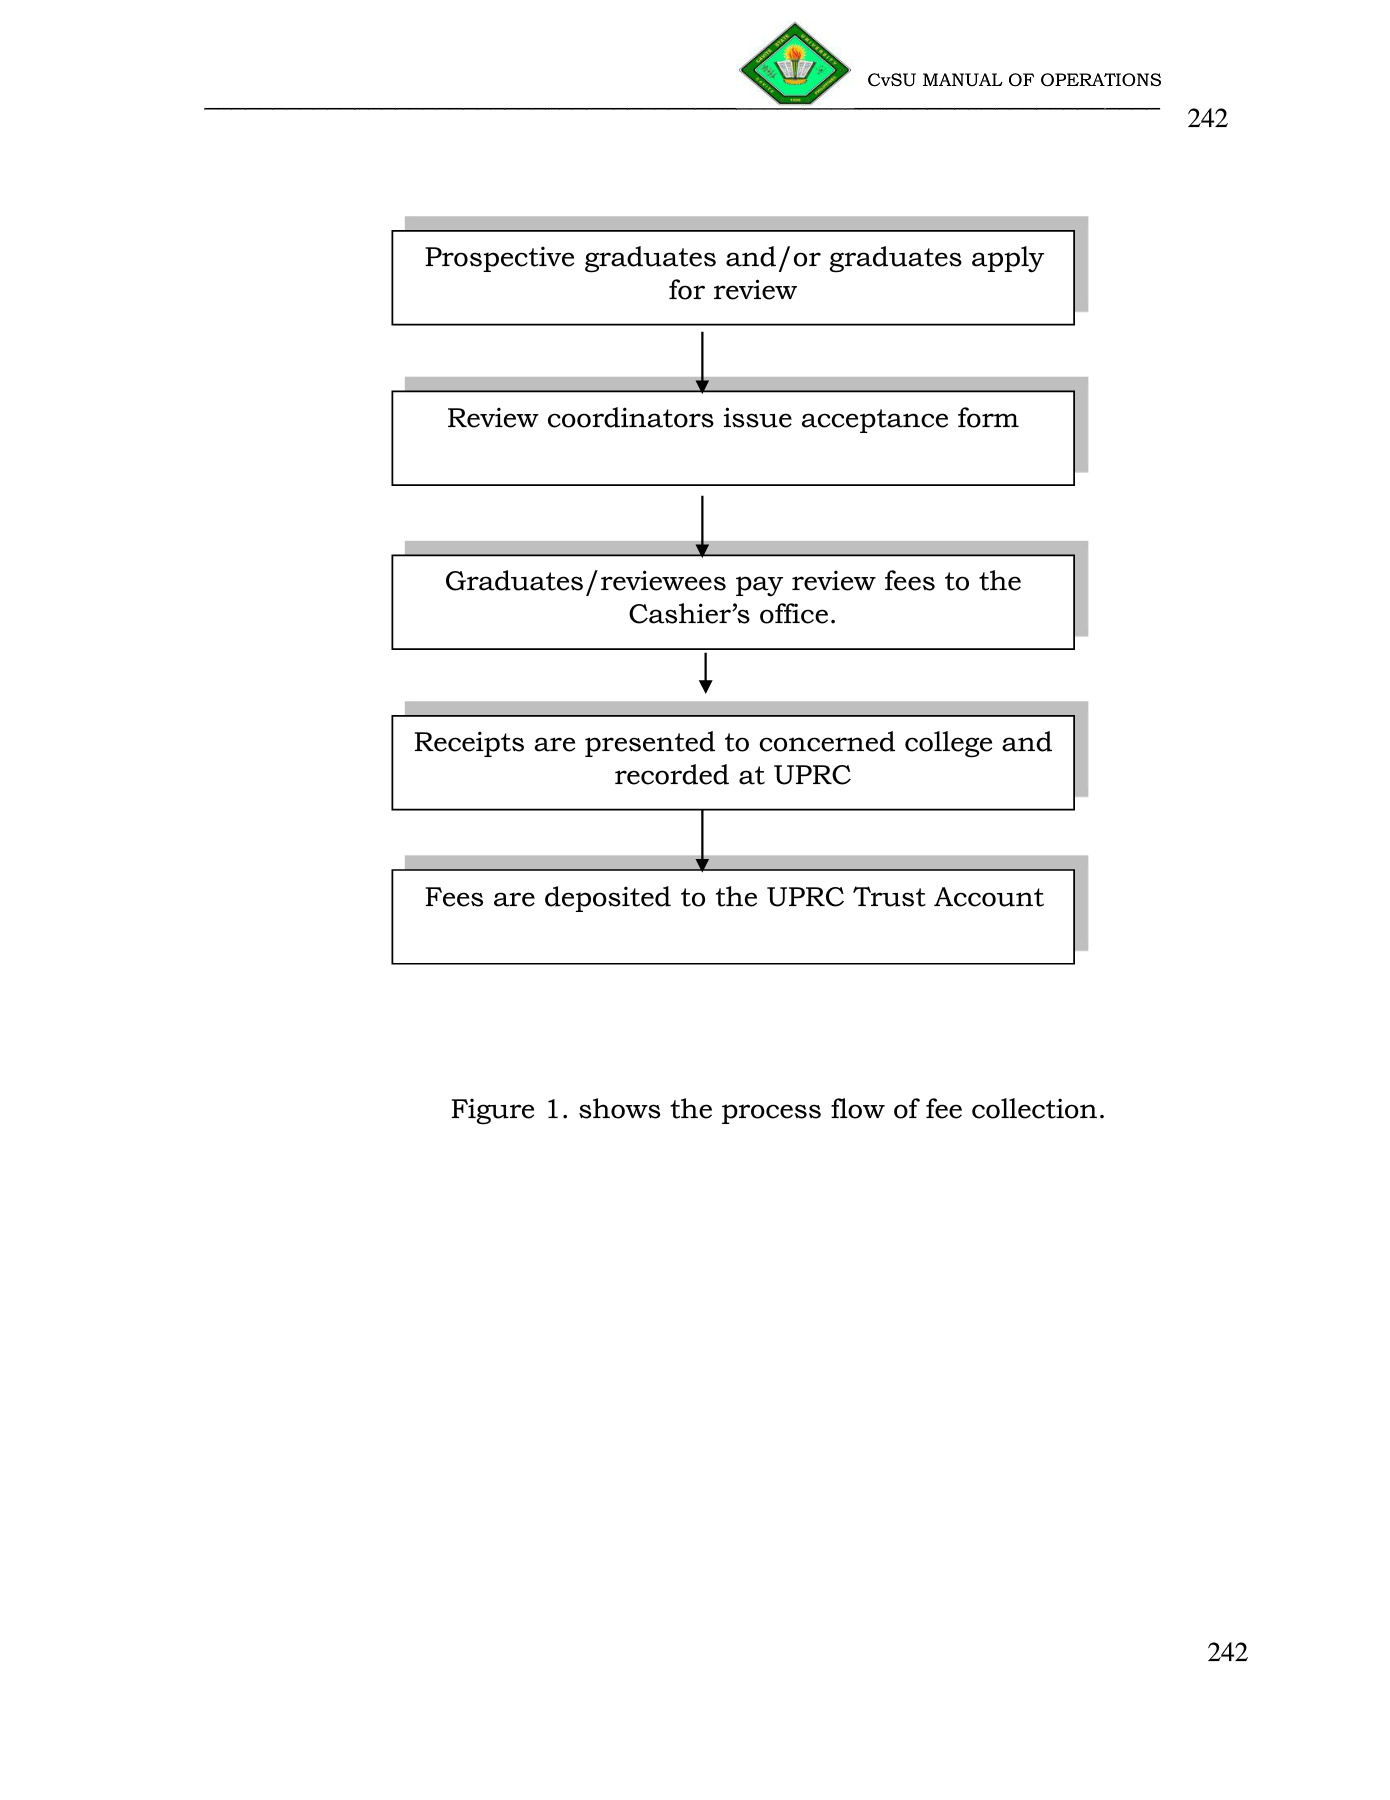 CvSU MANUAL OF OPERATIONS
242
Prospective graduates and/or graduates apply
for review
Review coordinators issue acceptance form
Graduates/reviewees pay review fees to the
Cashier’s office.
Receipts are presented to concerned college and
recorded at UPRC
Fees are deposited to the UPRC Trust Account
Figure 1. shows the process flow of fee collection.
242